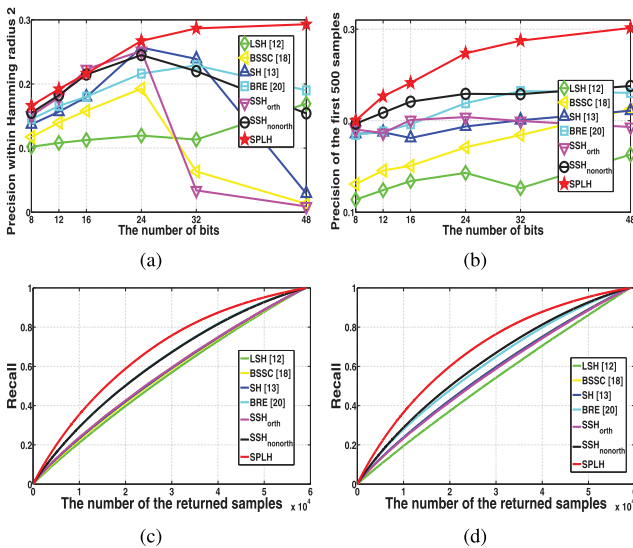 Precision within Hamming radius 2
0.3
0.2
0.1
0
8 12 16 24 32 48
The number of bits
LSH [12]
BSSC [18]
SH [13]
BRE [20]
SSH orth
SSH nonorth
SPLH
(a)
Precision of the first 500 samples
0.3
0.1
8 12 16 24 32 48
The number of bits
LSH [12]
BSSC [18]
SH [13]
BRE [20]
SSH orth
SSH nonorth
SPLH
(b)
Recall
1
0.8
0.6
0.4
0.2
0
0 1 2 3 4 5 6
The number of the returned samples x 10^4
LSH [12]
BSSC [18]
SH [13]
BRE [20]
SSH orth
SSH nonorth
SPLH
(c)
Recall
1
0.8
0.6
0.4
0.2
0
0 1 2 3 4 5
The number of the returned samples x 10^4
LSH [12]
BSSC [18]
SH [13]
BRE [20]
SSH orth
SSH nonorth
SPLH
(d)